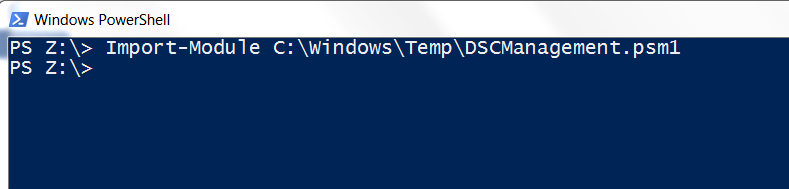 Windows PowerShell
PS Z:\> Import-Module C:\Windows\Temp\DSCManagement.psm1
PS Z:\>